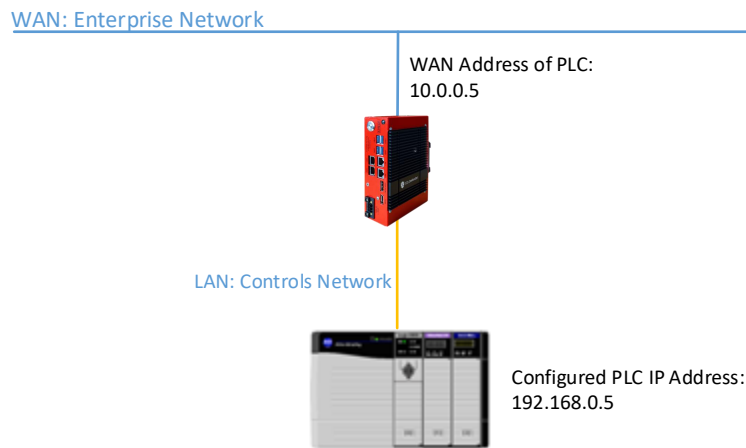 WAN: Enterprise Network
WAN Address of PLC:
10.0.0.5
LAN: Controls Network
Configured PLC IP Address:
192.168.0.5